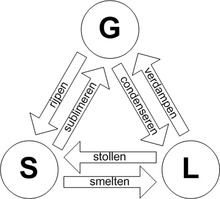 G
rijpen
sublimeren
condenseren
verdampen
S
stollen
L
smelten